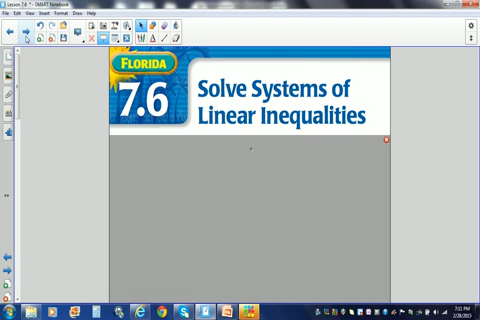 Lesson 7.6 * - SMART Notebook
File Edit View Insert Format Draw Help
FLORIDA
7.6
Solve Systems of
Linear Inequalities
7:11 PM
2/28/2015